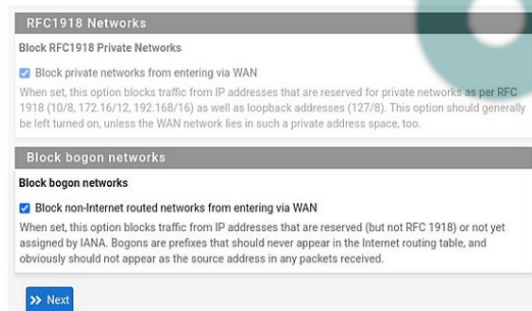 RFC1918 Networks
Block RFC1918 Private Networks
Block private networks from entering via WAN
When set, this option blocks traffic from IP addresses that are reserved for private networks as per RFC
1918 (10/8, 172.16/12, 192.168/16) as well as loopback addresses (127/8). This option should generally
be left turned on, unless the WAN network lies in such a private address space, too.
Block bogon networks
Block bogon networks
Block non-Internet routed networks from entering via WAN
When set, this option blocks traffic from IP addresses that are reserved (but not RFC 1918) or not yet
assigned by IANA. Bogons are prefixes that should never appear in the Internet routing table, and
obviously should not appear as the source address in any packets received.
>> Next